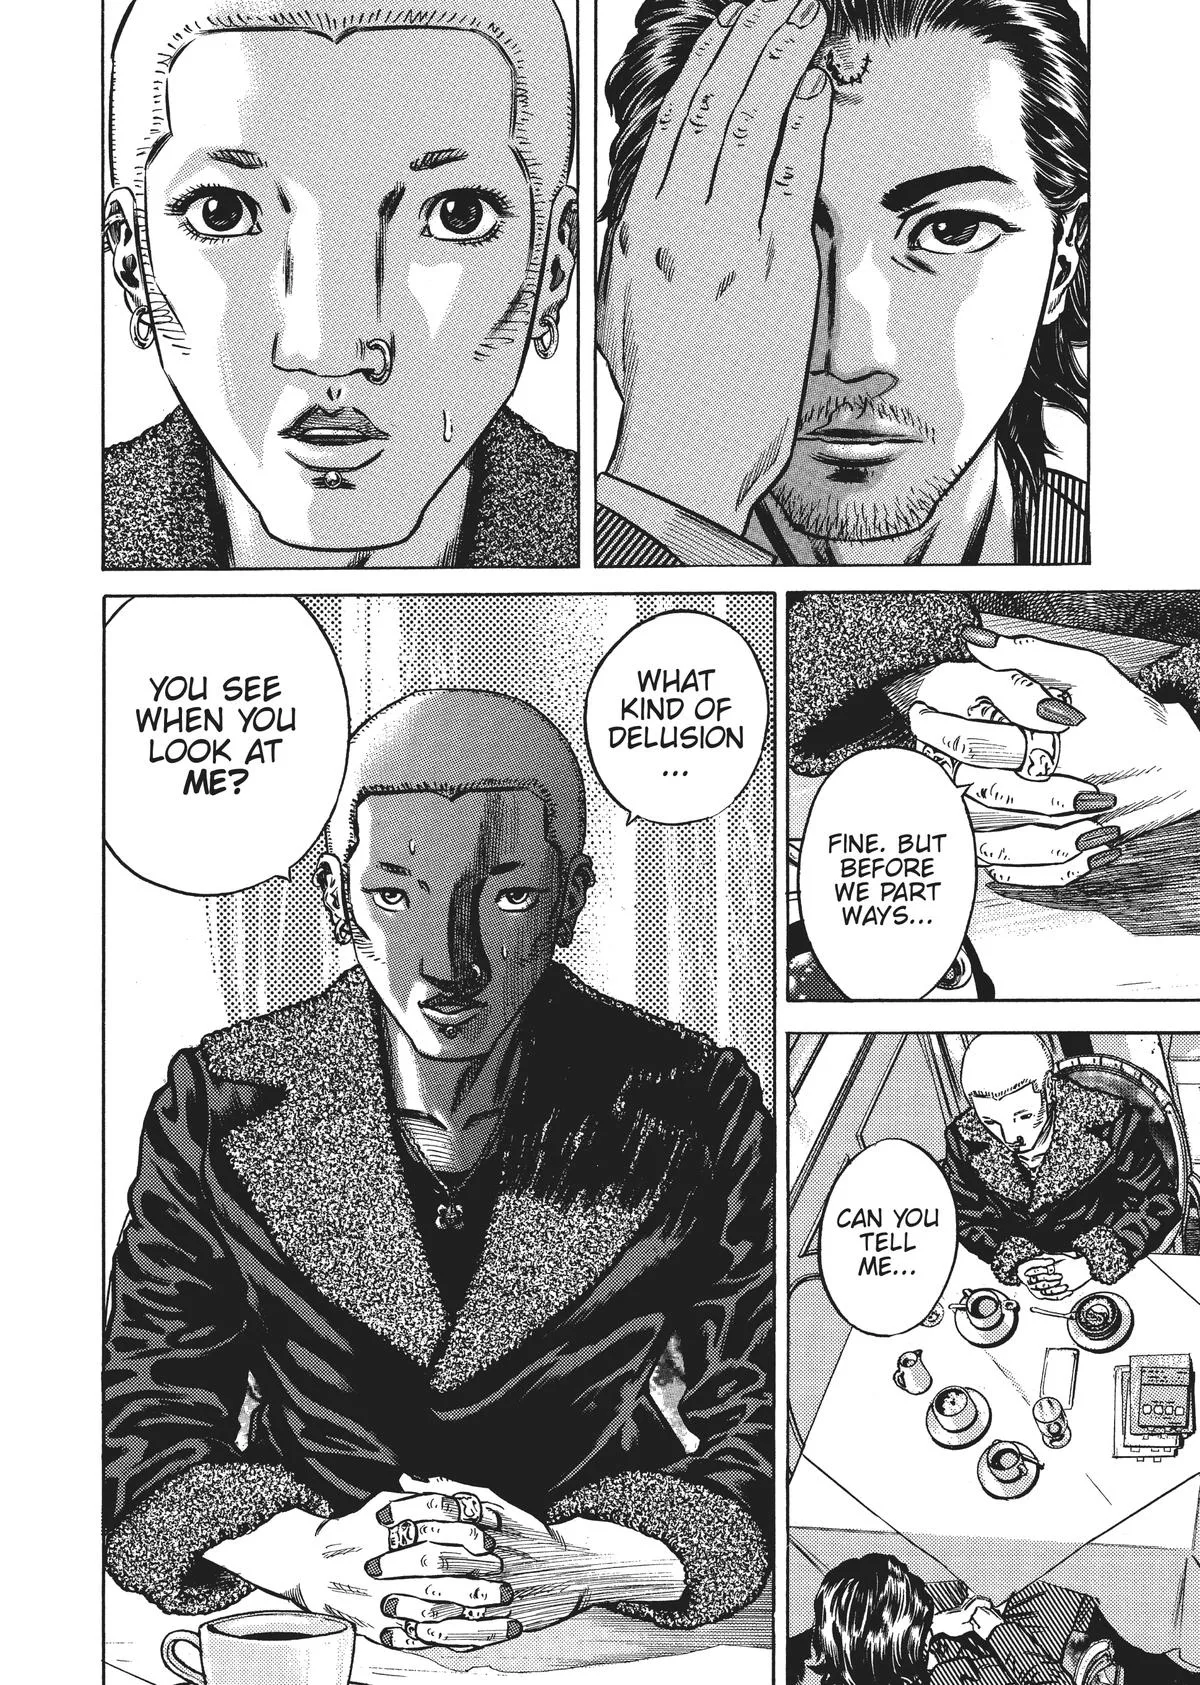 FINE. BUT
BEFORE
WE PART
WAYS...
CAN YOU
TELL
ME...
WHAT
KIND OF
DELUSION
...
YOU SEE
WHEN YOU
LOOK AT
ME?